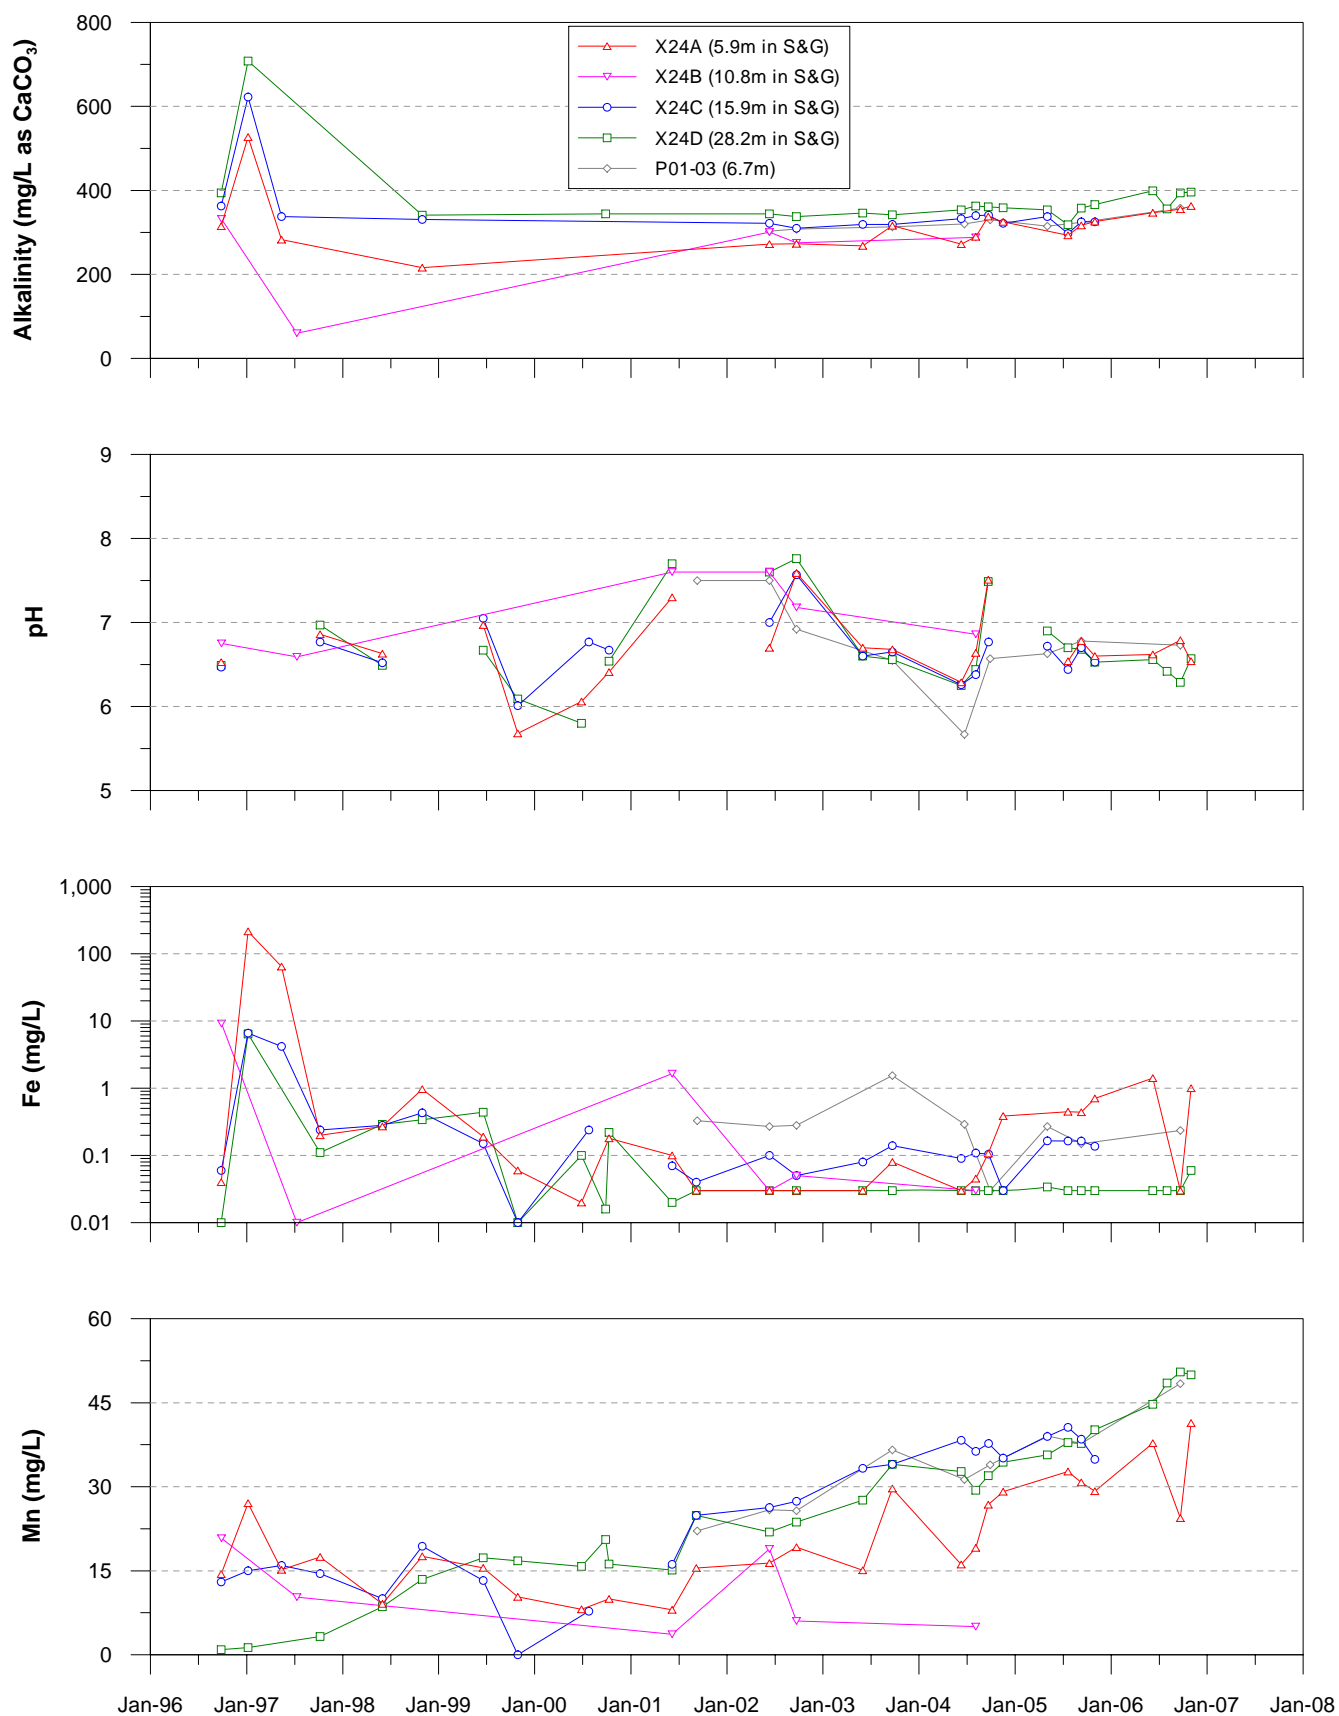 800
600
400
200
0
Alkalinity (mg/L as CaCO₃)
X24A (5.9m in S&G)
X24B (10.8m in S&G)
X24C (15.9m in S&G)
X24D (28.2m in S&G)
P01-03 (6.7m)
9
8
7
6
5
pH
1,000
100
10
1
0.1
0.01
Fe (mg/L)
60
45
30
15
0
Mn (mg/L)
Jan-96 Jan-97 Jan-98 Jan-99 Jan-00 Jan-01 Jan-02 Jan-03 Jan-04 Jan-05 Jan-06 Jan-07 Jan-08